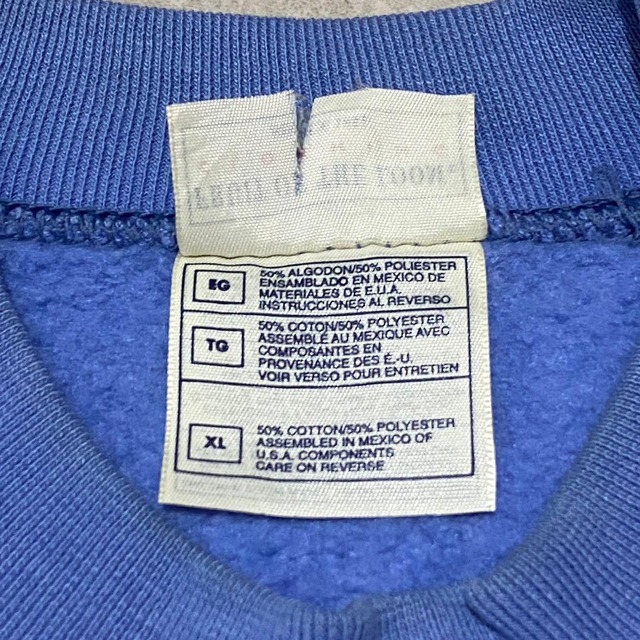 EG
50% ALGODON/50% POLIESTER
ENSAMBLADO EN MEXICO DE
MATERIALES DE E.U.A.
INSTRUCCIONES AL REVERSO
TG
50% COTON/50% POLYESTER
ASSEMBLÉ AU MEXIQUE AVEC
COMPOSANTES EN
PROVENANCE DES É.-U.
VOIR VERSO POUR ENTRETIEN
XL
50% COTTON/50% POLYESTER
ASSEMBLED IN MEXICO OF
U.S.A. COMPONENTS
CARE ON REVERSE